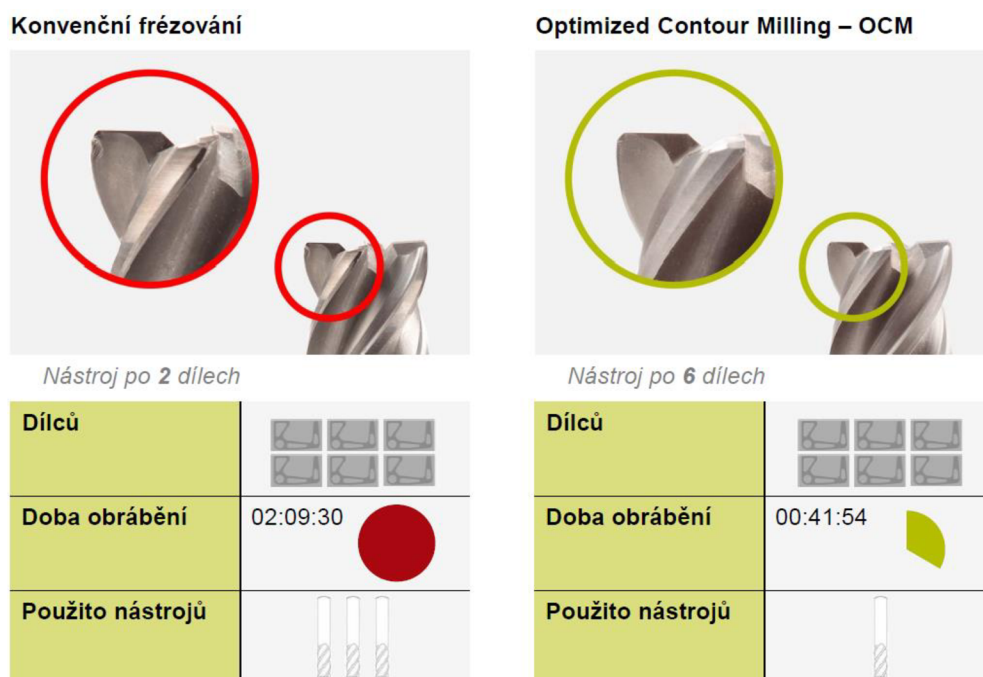 Konvenční frézování
Optimized Contour Milling – OCM
Nástroj po 2 dílech
Nástroj po 6 dílech
Dílců
Doba obrábění 02:09:30
Použito nástrojů
Dílců
Doba obrábění 00:41:54
Použito nástrojů